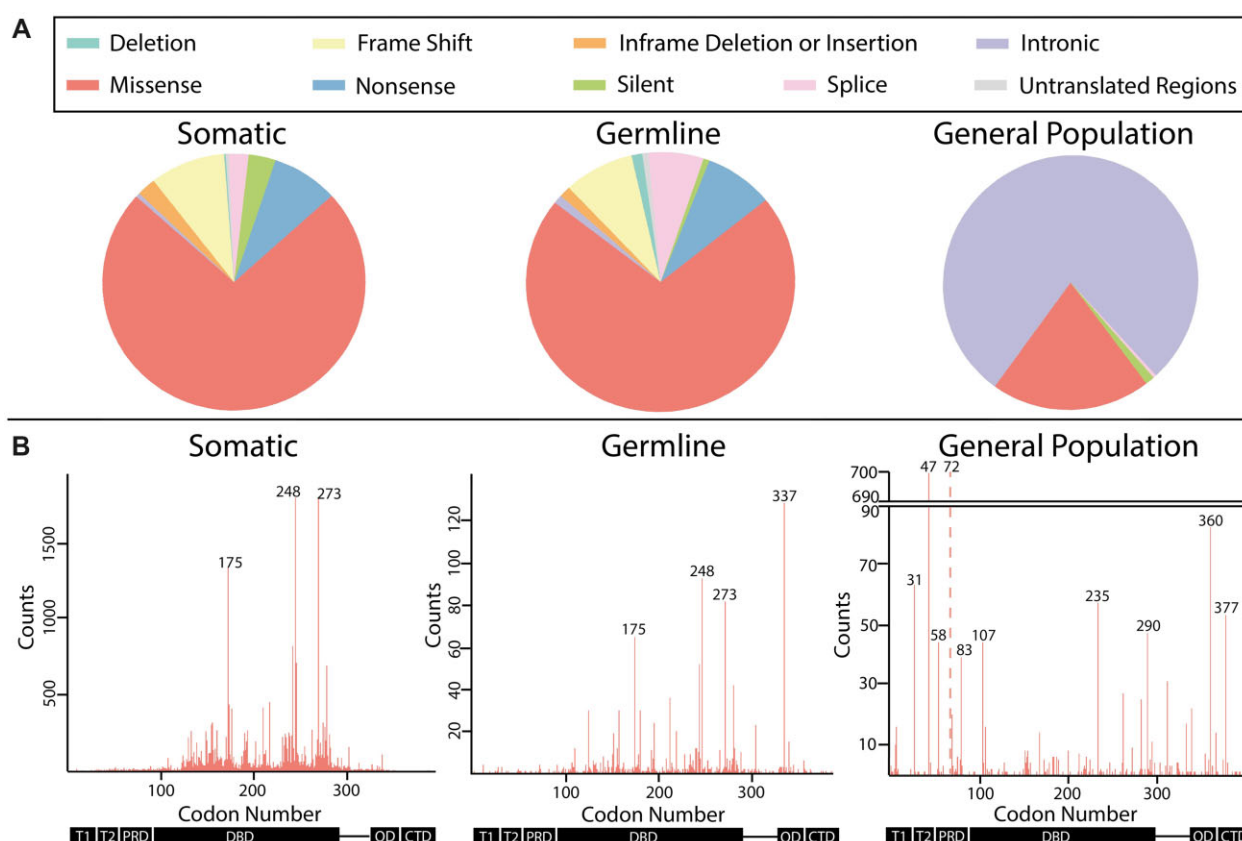 A
Deletion
Frame Shift
Inframe Deletion or Insertion
Intronic
Missense
Nonsense
Silent
Splice
Untranslated Regions
Somatic
Germline
General Population
B
Somatic
Germline
General Population
Counts
500
1000
1500
175
248
273
100
200
300
Codon Number
T1 T2 PRD DBD OD CTD
Counts
20
40
60
80
100
120
175
248
273
337
100
200
300
Codon Number
T1 T2 PRD DBD OD CTD
Counts
10
30
50
70
90
690
700
31
47
58
72
83
107
235
290
360
377
100
200
300
Codon Number
T1 T2 PRD DBD OD CTD